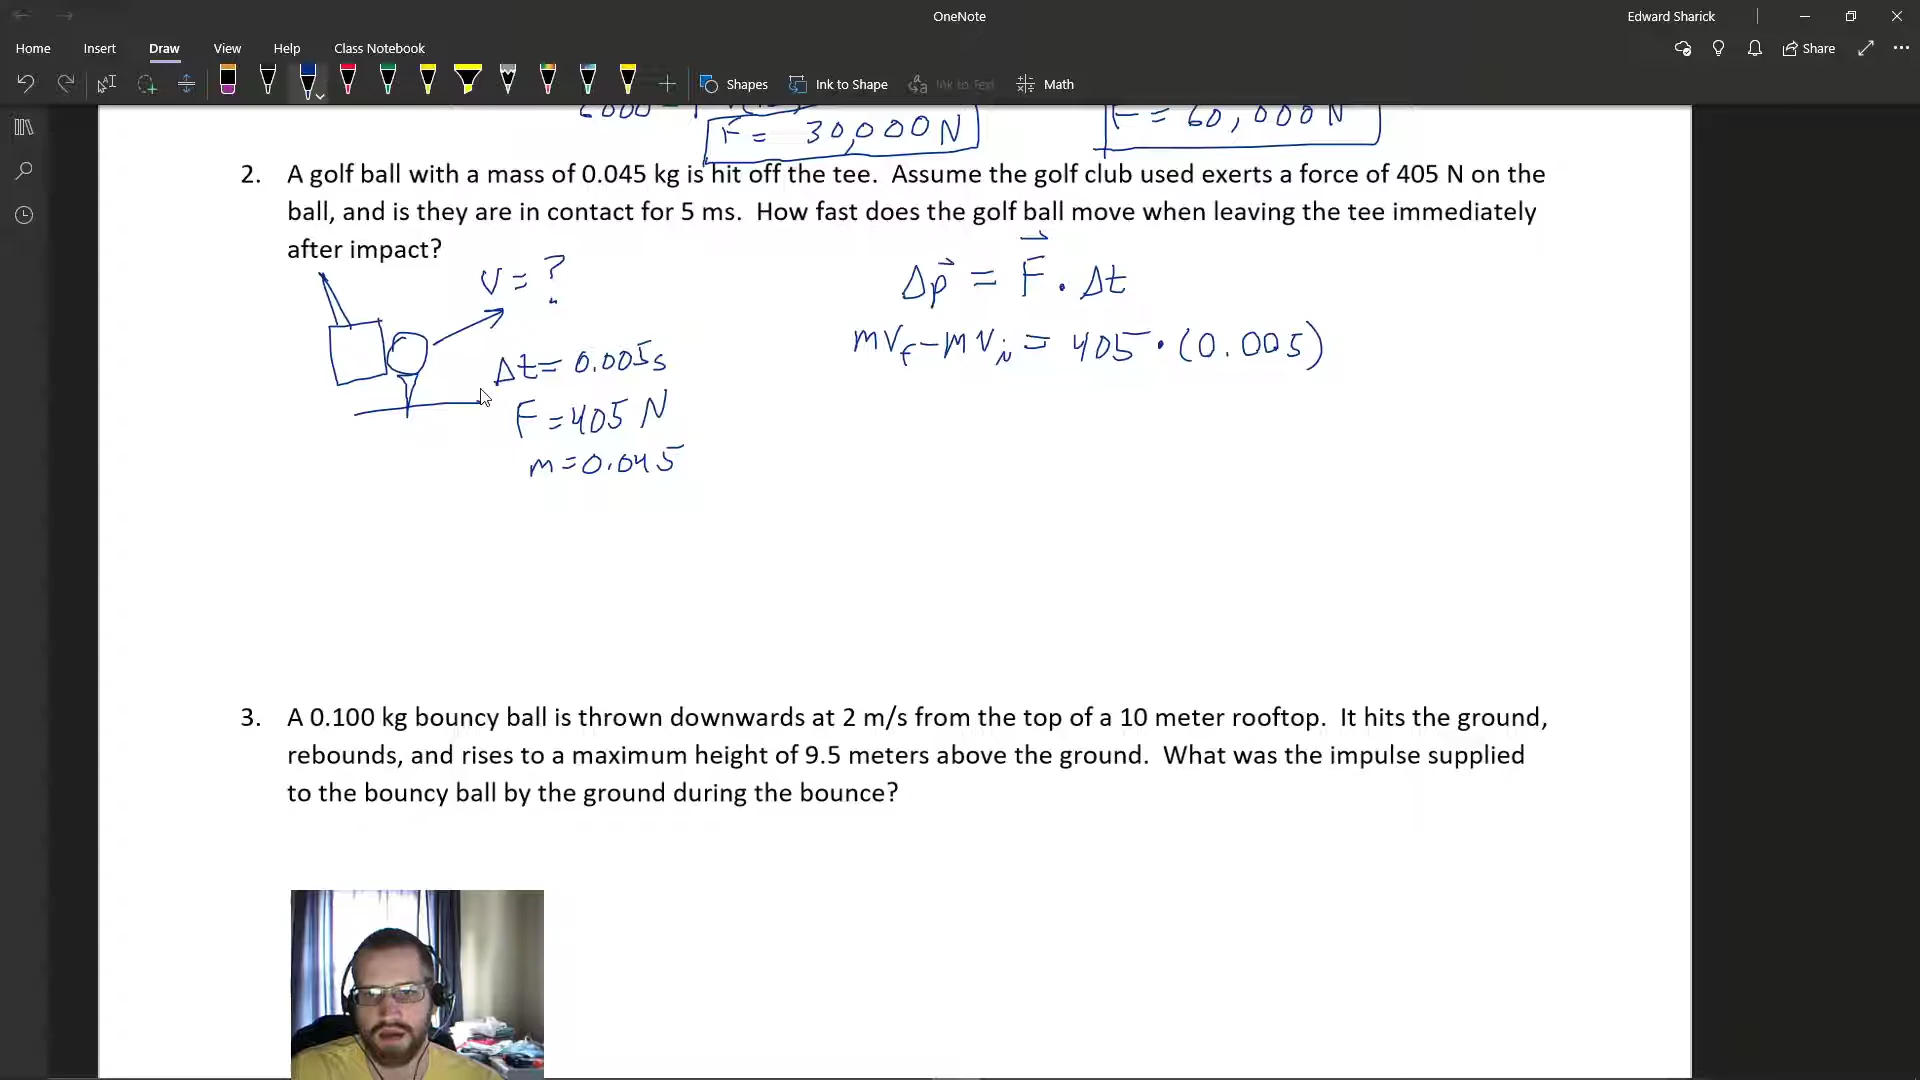 OneNote
Edward Sharick
Home Insert Draw View Help Class Notebook
Share
Shapes Ink to Shape Ink to Text Math
6000
F = 30,000 N
F = 60,000 N
2. A golf ball with a mass of 0.045 kg is hit off the tee. Assume the golf club used exerts a force of 405 N on the
ball, and is they are in contact for 5 ms. How fast does the golf ball move when leaving the tee immediately
after impact?
V = ?
Δp⃗ = F⃗ · Δt
mVf - mVi = 405 · (0.005)
Δt = 0.005s
F = 405 N
m = 0.045
3. A 0.100 kg bouncy ball is thrown downwards at 2 m/s from the top of a 10 meter rooftop. It hits the ground,
rebounds, and rises to a maximum height of 9.5 meters above the ground. What was the impulse supplied
to the bouncy ball by the ground during the bounce?